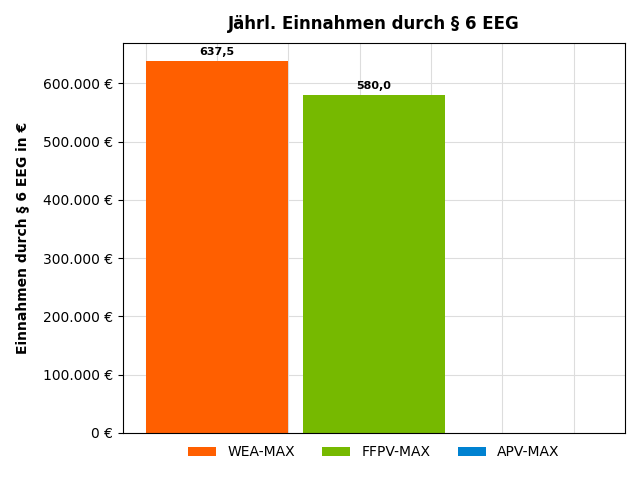 Jährl. Einnahmen durch § 6 EEG
Einnahmen durch § 6 EEG in €
600.000 €
500.000 €
400.000 €
300.000 €
200.000 €
100.000 €
0 €
637,5
580,0
WEA-MAX
FFPV-MAX
APV-MAX